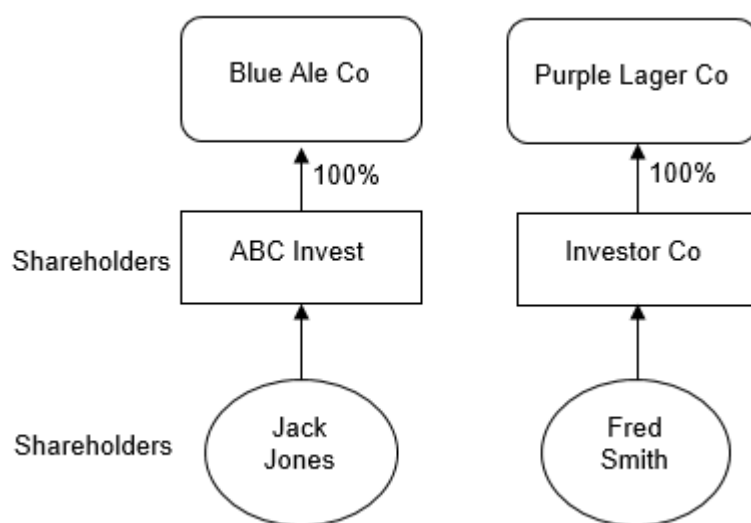 Blue Ale Co
Purple Lager Co
100%
100%
Shareholders
ABC Invest
Investor Co
Shareholders
Jack
Jones
Fred
Smith